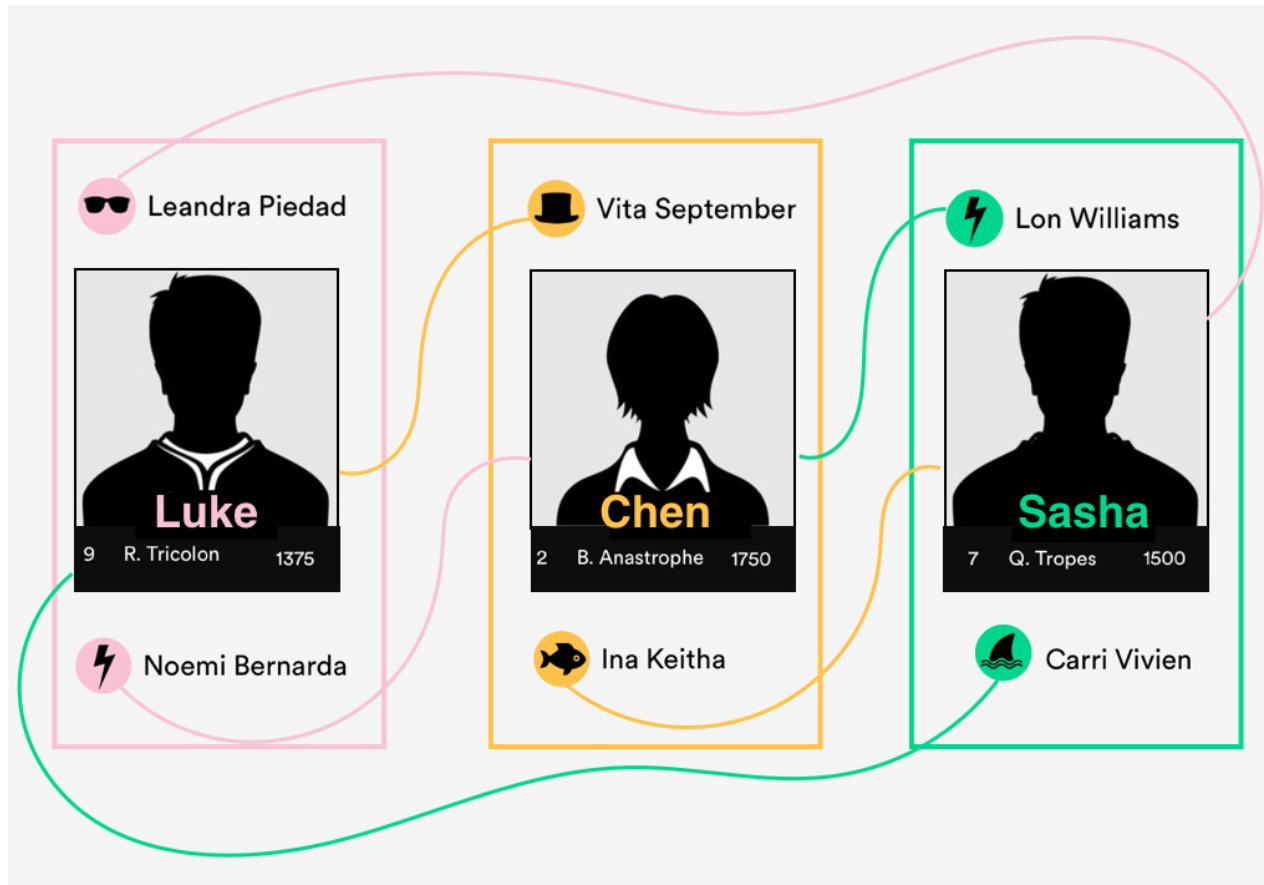 Leandra Piedad
Luke
9 R. Tricolon 1375
Noemi Bernarda
Vita September
Chen
2 B. Anastrophe 1750
Ina Keitha
Lon Williams
Sasha
7 Q. Tropes 1500
Carri Vivien